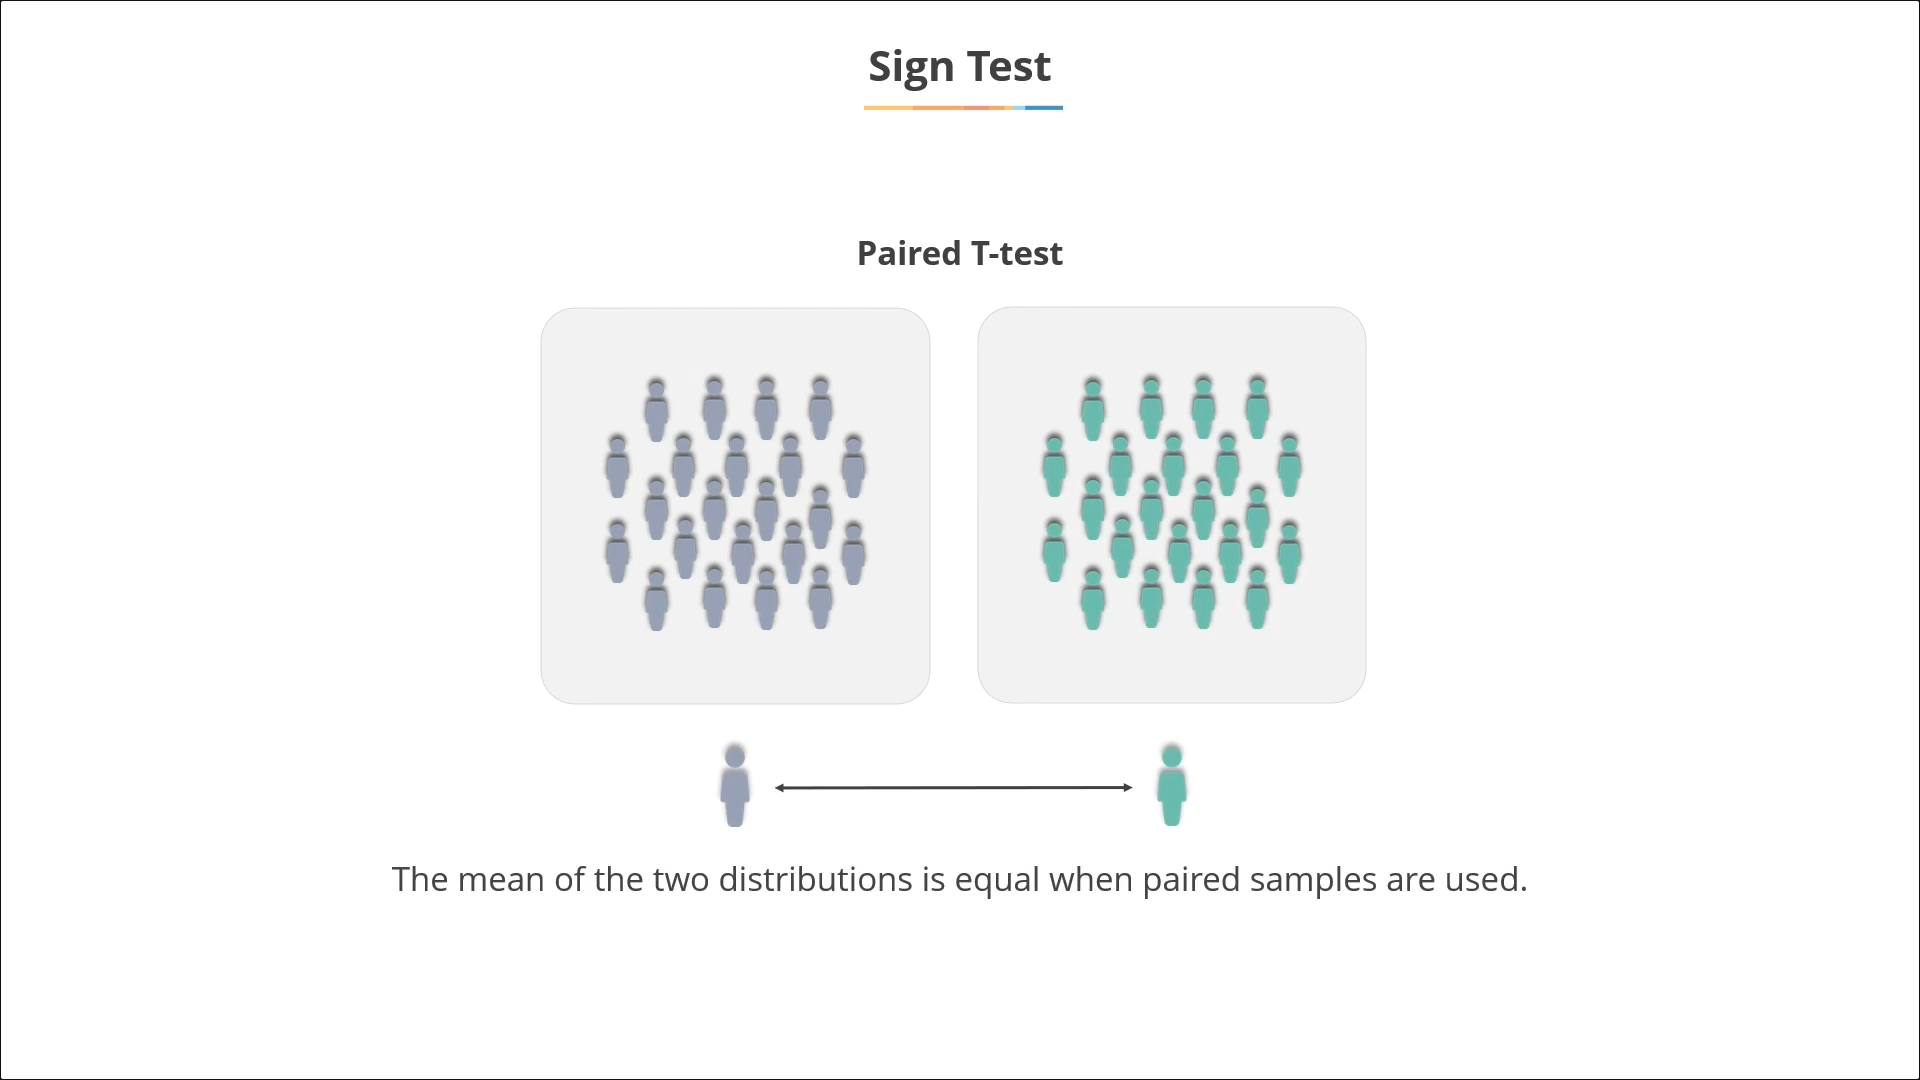 Sign Test
Paired T-test
The mean of the two distributions is equal when paired samples are used.